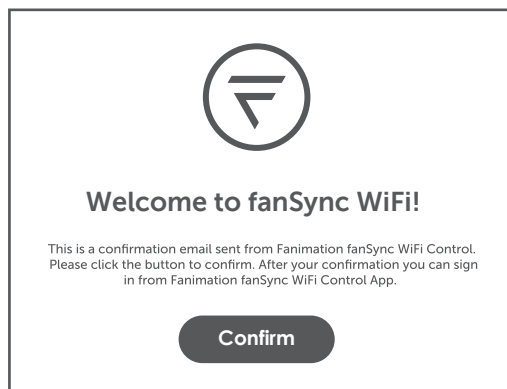 Welcome to fanSync WiFi!
This is a confirmation email sent from Fanimation fanSync WiFi Control.
Please click the button to confirm. After your confirmation you can sign
in from Fanimation fanSync WiFi Control App.
Confirm